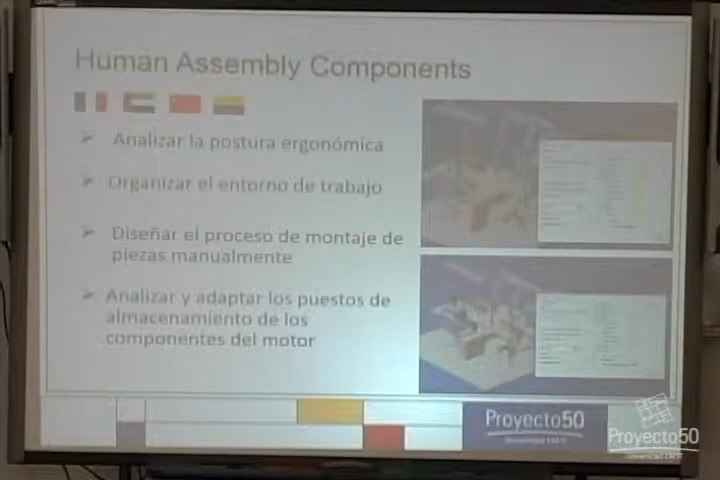 Human Assembly Components
Analizar la postura ergonómica
Organizar el entorno de trabajo
Diseñar el proceso de montaje de
piezas manualmente
Analizar y adaptar los puestos de
almacenamiento de los
componentes del motor
Proyecto50
Proyecto50